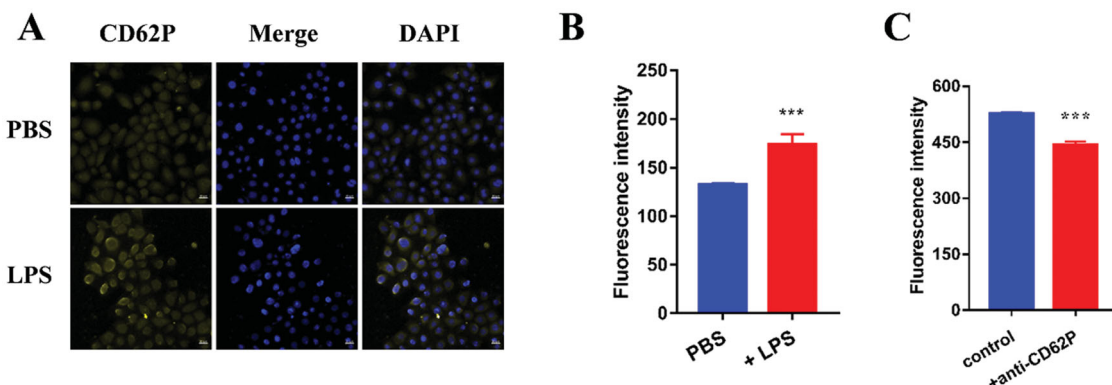 A
CD62P Merge DAPI
PBS
LPS
B
Fluorescence intensity
250
200
150
100
50
0
***
PBS
+ LPS
C
Fluorescence intensity
600
450
300
150
0
***
control
+anti-CD62P